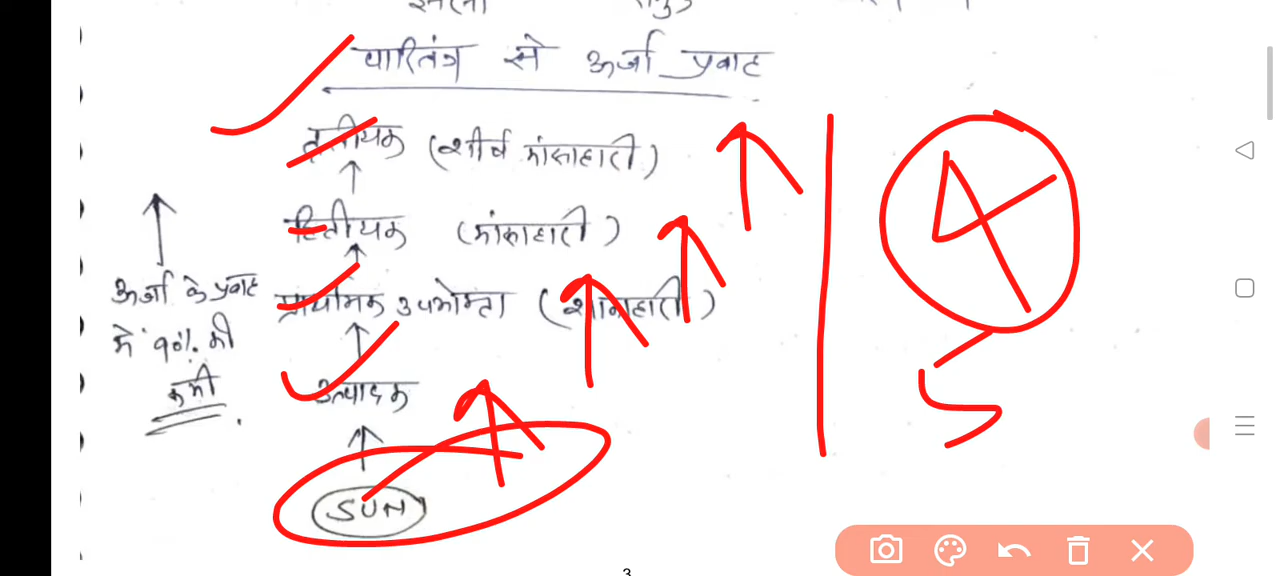 पारितंत्र से ऊर्जा प्रवाह
तृतीयक (शीर्ष मांसाहारी)
द्वितीयक (मांसाहारी)
प्राथमिक उपभोक्ता (शाकाहारी)
ऊर्जा के प्रवाह
में 90% की
कमी
उत्पादक
SUN
4
5
3